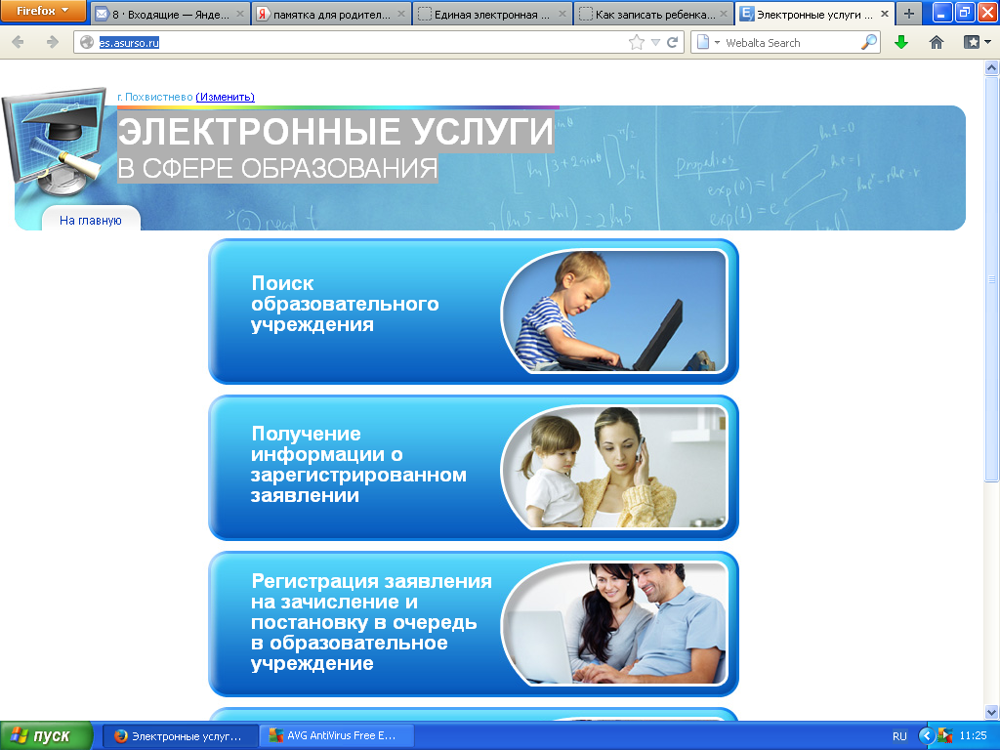 Firefox
8 · Входящие — Янде...
памятка для родител...
Единая электронная ...
Как записать ребенка...
Электронные услуги ...
es.asurso.ru
Webalta Search
г. Похвистнево (Изменить)
ЭЛЕКТРОННЫЕ УСЛУГИ
В СФЕРЕ ОБРАЗОВАНИЯ
На главную
Поиск
образовательного
учреждения
Получение
информации о
зарегистрированном
заявлении
Регистрация заявления
на зачисление и
постановку в очередь
в образовательное
учреждение
пуск
Электронные услуг...
AVG AntiVirus Free E...
RU
11:25